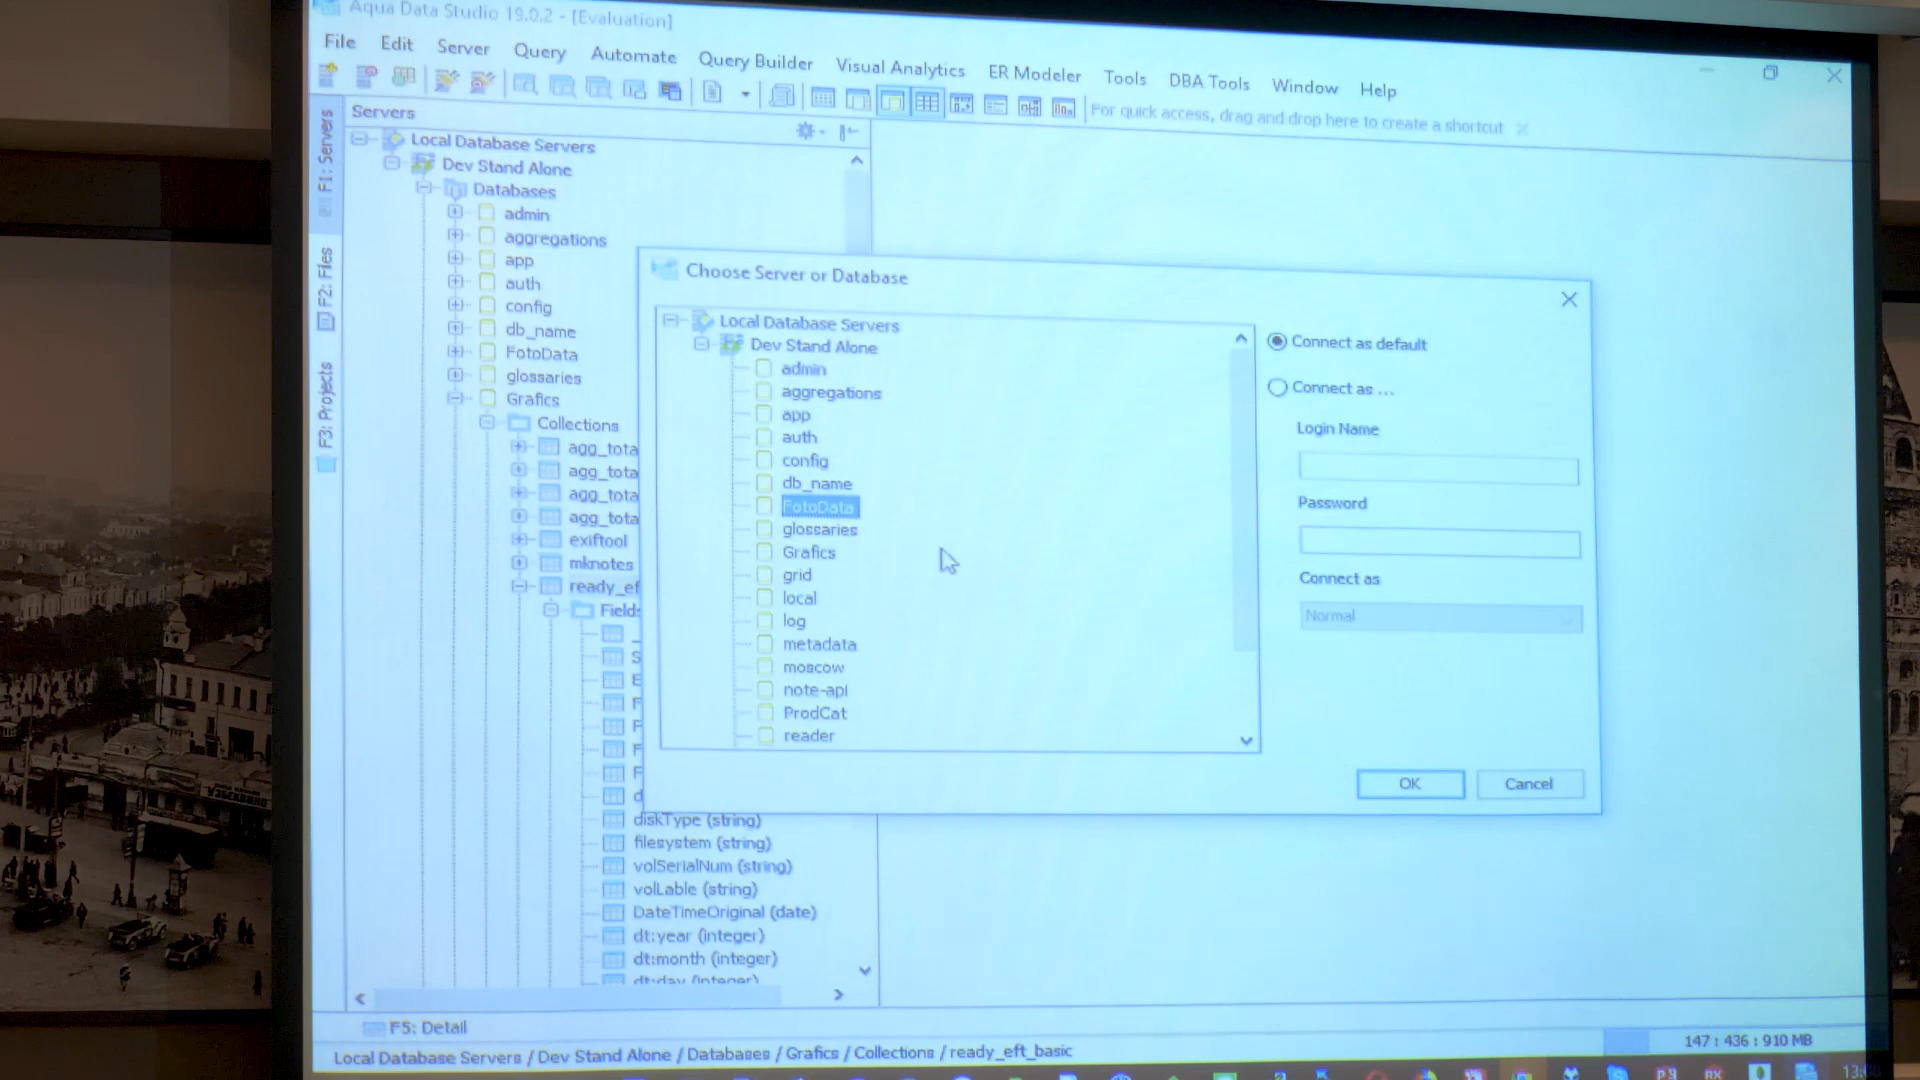 Aqua Data Studio 19.0.2 - [Evaluation]
File Edit Server Query Automate Query Builder Visual Analytics ER Modeler Tools DBA Tools Window Help
For quick access, drag and drop here to create a shortcut
F1: Servers
F2: Files
F3: Projects
Servers
Local Database Servers
Dev Stand Alone
Databases
admin
aggregations
app
auth
config
db_name
FotoData
glossaries
Grafics
Collections
agg_tota
agg_tota
agg_tota
agg_tota
exiftool
mknotes
ready_ef
Field
diskType (string)
filesystem (string)
volSerialNum (string)
volLable (string)
DateTimeOriginal (date)
dt:year (integer)
dt:month (integer)
dt:day (integer)
Choose Server or Database
Local Database Servers
Dev Stand Alone
admin
aggregations
app
auth
config
db_name
FotoData
glossaries
Grafics
grid
local
log
metadata
moscow
note-api
ProdCat
reader
Connect as default
Connect as ...
Login Name
Password
Connect as
Normal
OK Cancel
F5: Detail
Local Database Servers / Dev Stand Alone / Databases / Grafics / Collections / ready_eft_basic
147 : 436 : 910 MB